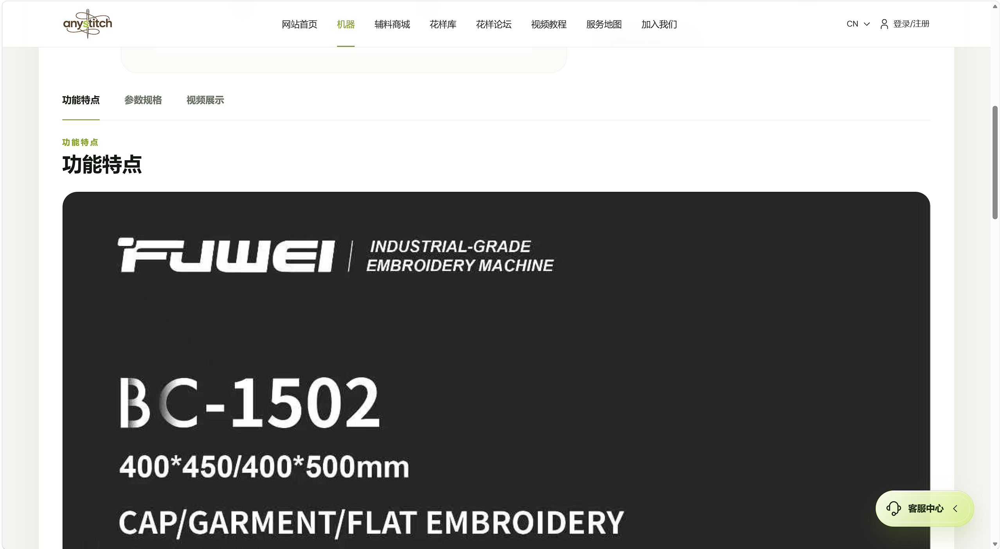 anystitch
网站首页 机器 辅料商城 花样库 花样论坛 视频教程 服务地图 加入我们 CN 登录/注册
功能特点 参数规格 视频展示
功能特点
功能特点
FUWEI | INDUSTRIAL-GRADE
EMBROIDERY MACHINE
BC-1502
400*450/400*500mm
CAP/GARMENT/FLAT EMBROIDERY
客服中心